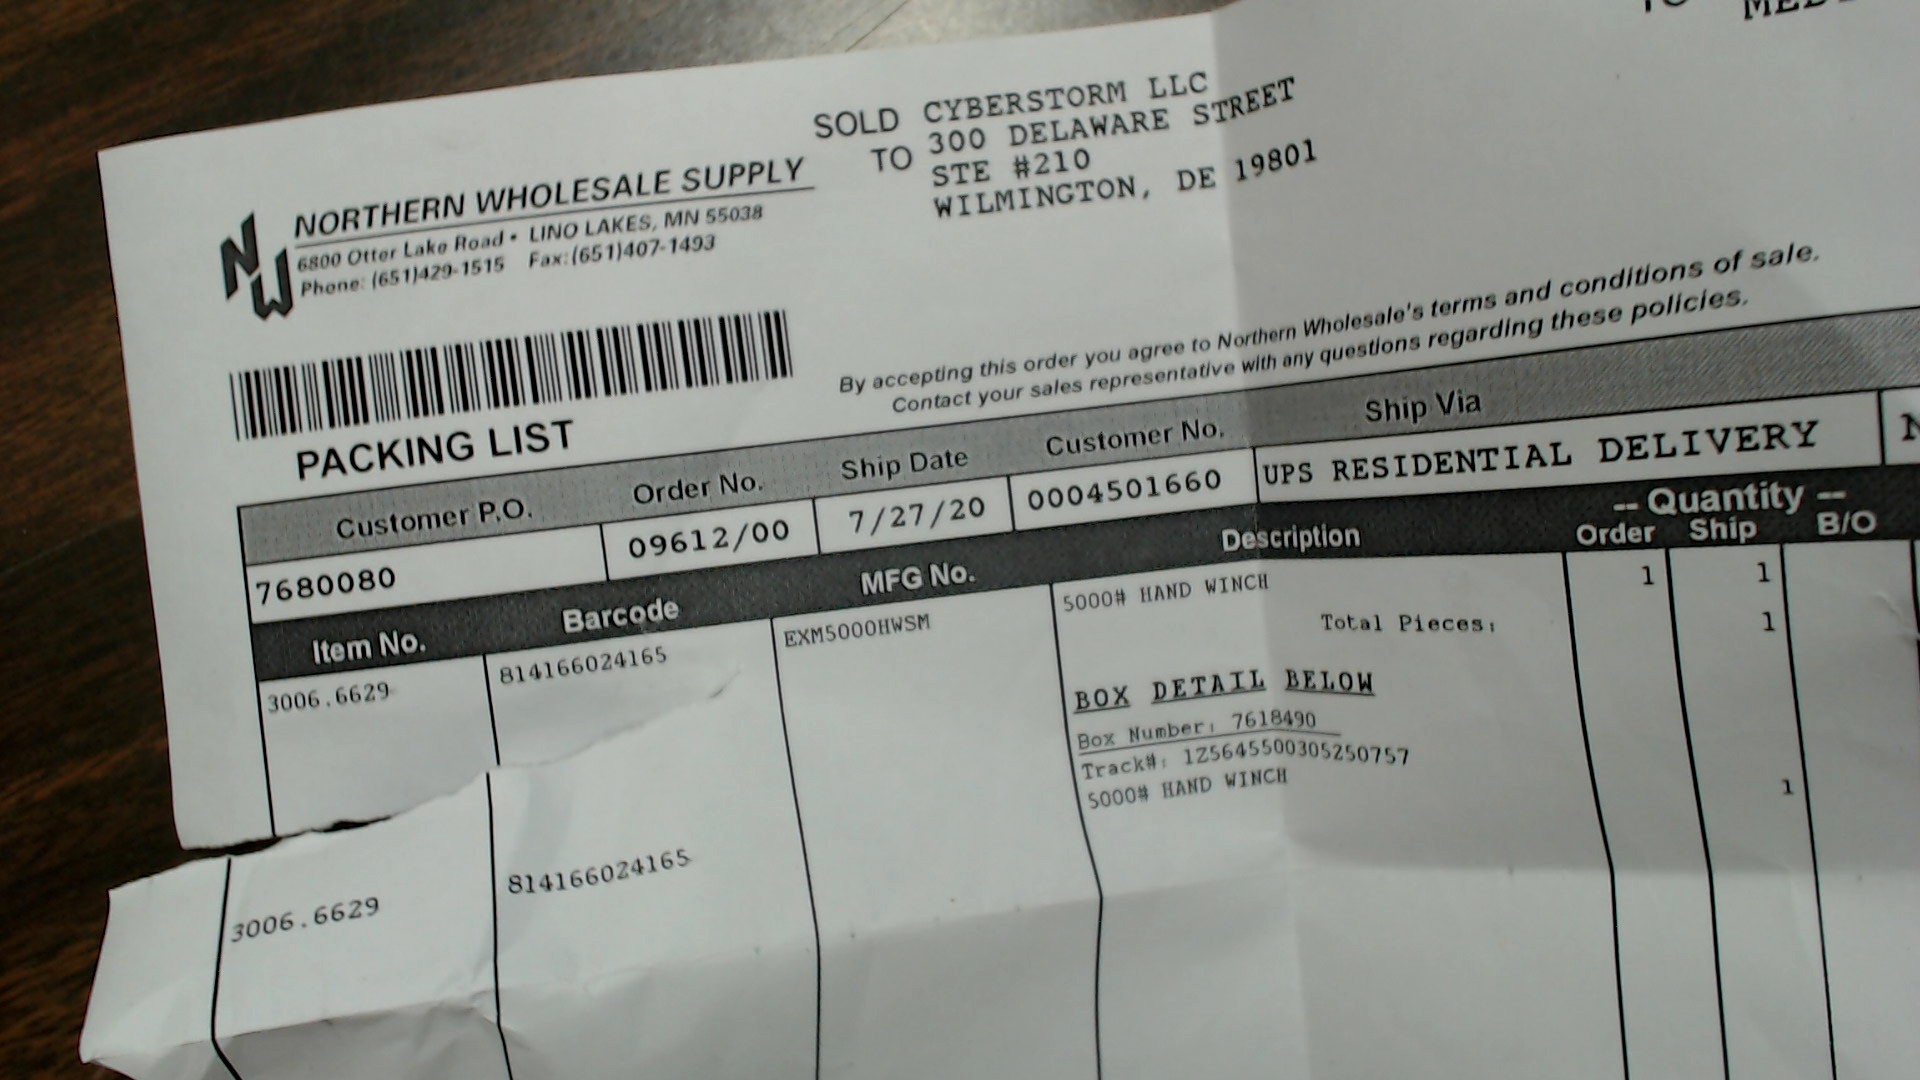 NW
NORTHERN WHOLESALE SUPPLY
6800 Otter Lake Road • LINO LAKES, MN 55038
Phone: (651)429-1515 Fax:(651)407-1493
SOLD TO CYBERSTORM LLC
300 DELAWARE STREET
STE #210
WILMINGTON, DE 19801
TO
By accepting this order you agree to Northern Wholesale's terms and conditions of sale.
Contact your sales representative with any questions regarding these policies.
PACKING LIST
Customer P.O. Order No. Ship Date Customer No. Ship Via
7680080 09612/00 7/27/20 0004501660 UPS RESIDENTIAL DELIVERY
-- Quantity --
Item No. Barcode MFG No. Description Order Ship B/O
3006.6629 814166024165 EXM5000HWSM 5000# HAND WINCH 1 1
Total Pieces: 1
BOX DETAIL BELOW
Box Number: 7618490
Track#: 1Z5645500305250757
3006.6629 814166024165 5000# HAND WINCH 1